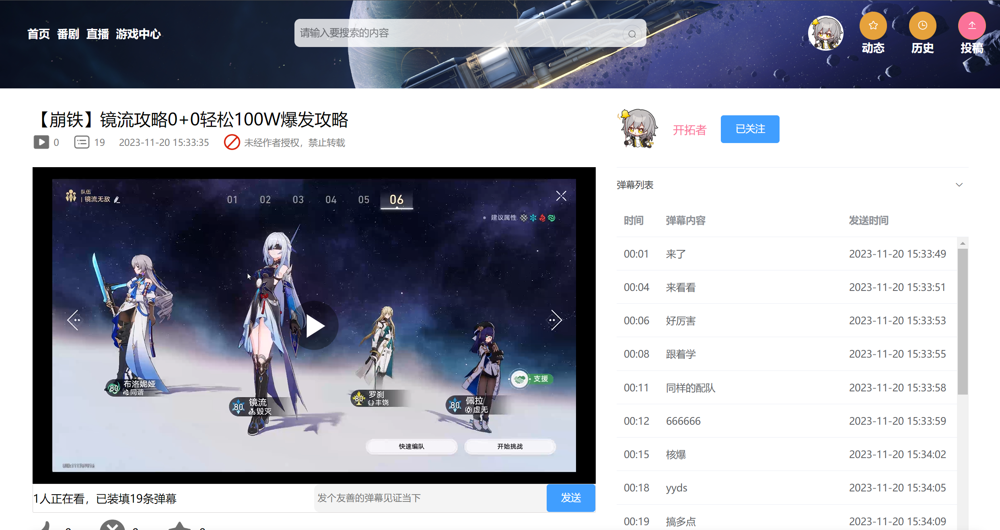 首页 番剧 直播 游戏中心
请输入要搜索的内容
动态 历史 投稿
【崩铁】镜流攻略0+0轻松100W爆发攻略
0 19 2023-11-20 15:33:35 未经作者授权，禁止转载
开拓者 已关注
队伍
镜流无敌
01 02 03 04 05 06
建议属性
支援
80 布洛妮娅
同谐
80 镜流
毁灭
80 罗刹
丰饶
80 佩拉
虚无
快速编队 开始挑战
UID:111769816
1人正在看，已装填19条弹幕 发个友善的弹幕见证当下 发送
弹幕列表
时间 弹幕内容 发送时间
00:01 来了 2023-11-20 15:33:49
00:04 来看看 2023-11-20 15:33:51
00:06 好厉害 2023-11-20 15:33:53
00:08 跟着学 2023-11-20 15:33:55
00:11 同样的配队 2023-11-20 15:33:58
00:12 666666 2023-11-20 15:33:59
00:15 核爆 2023-11-20 15:34:02
00:18 yyds 2023-11-20 15:34:05
00:19 搞多点 2023-11-20 15:34:09